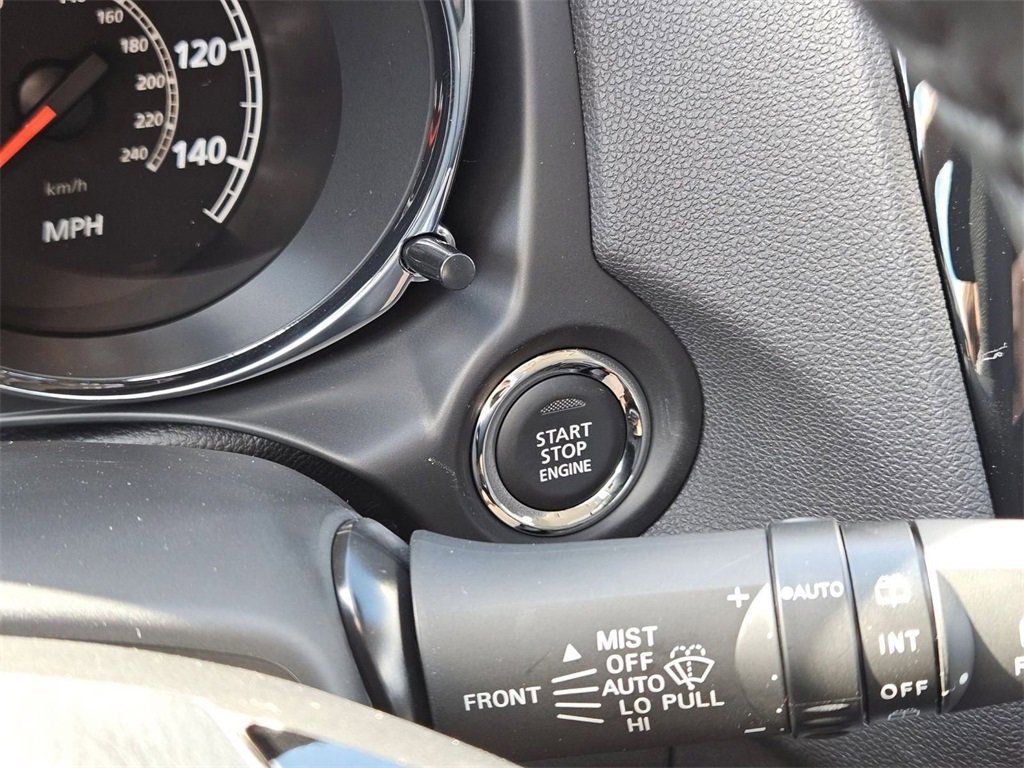 160
180
200
220
240
120
140
km/h
MPH
START
STOP
ENGINE
FRONT
MIST
OFF
AUTO
LO
HI
PULL
+
−
AUTO
INT
OFF